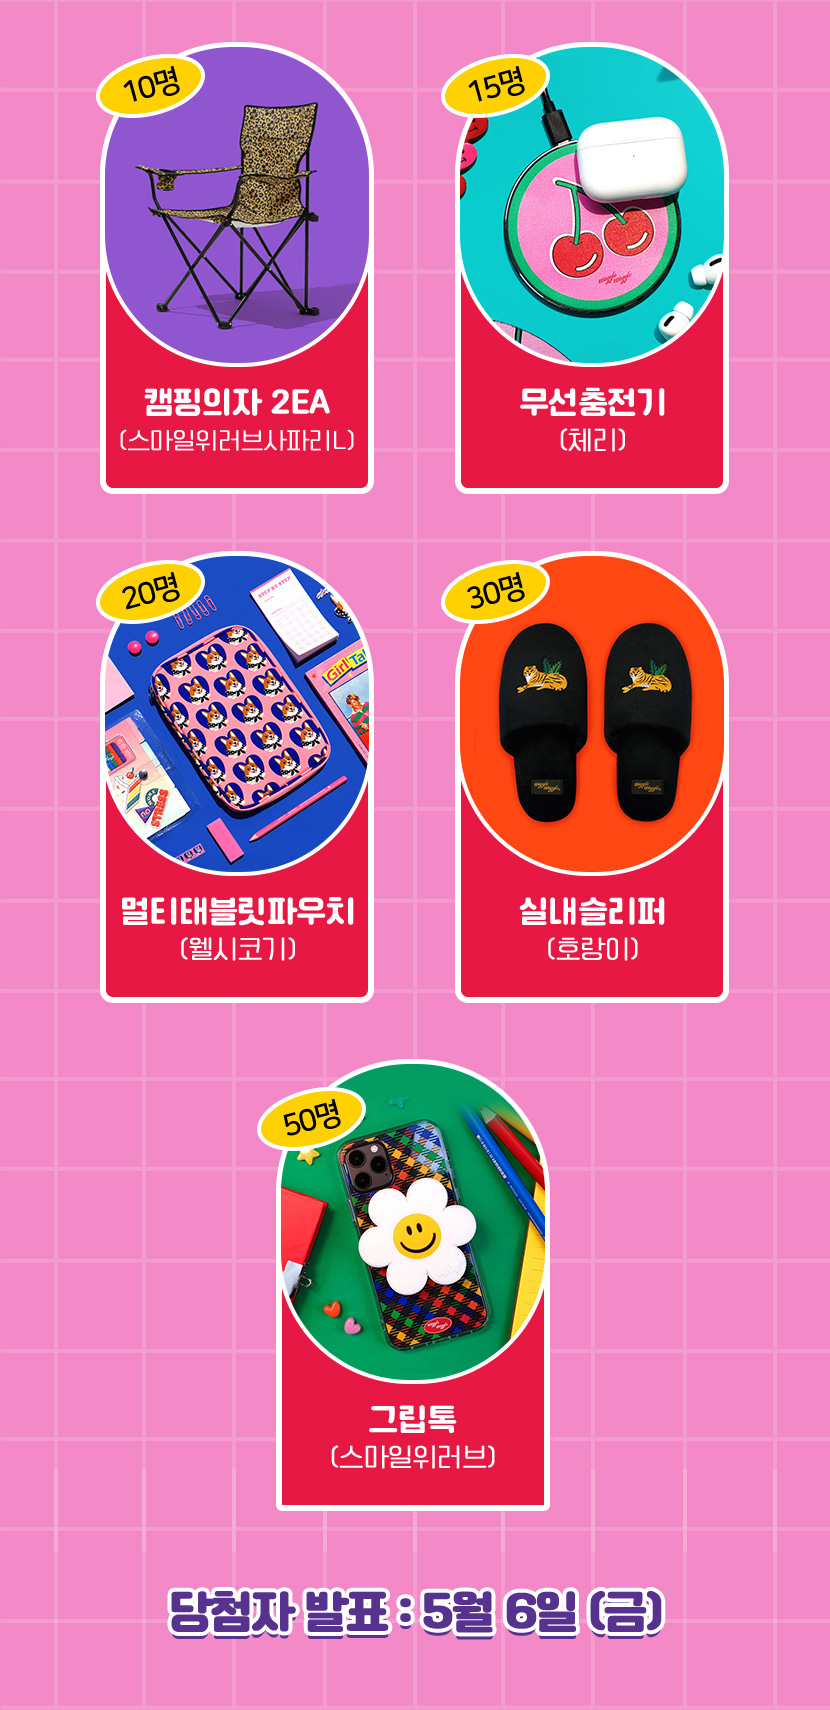 10명
캠핑의자 2EA
(스마일위러브사파리L)
15명
무선충전기
(체리)
20명
STEP BY STEP
Girl Ta
STRESS
멀티태블릿파우치
(웰시코기)
30명
실내슬리퍼
(호랑이)
50명
그립톡
(스마일위러브)
당첨자 발표 : 5월 6일 (금)